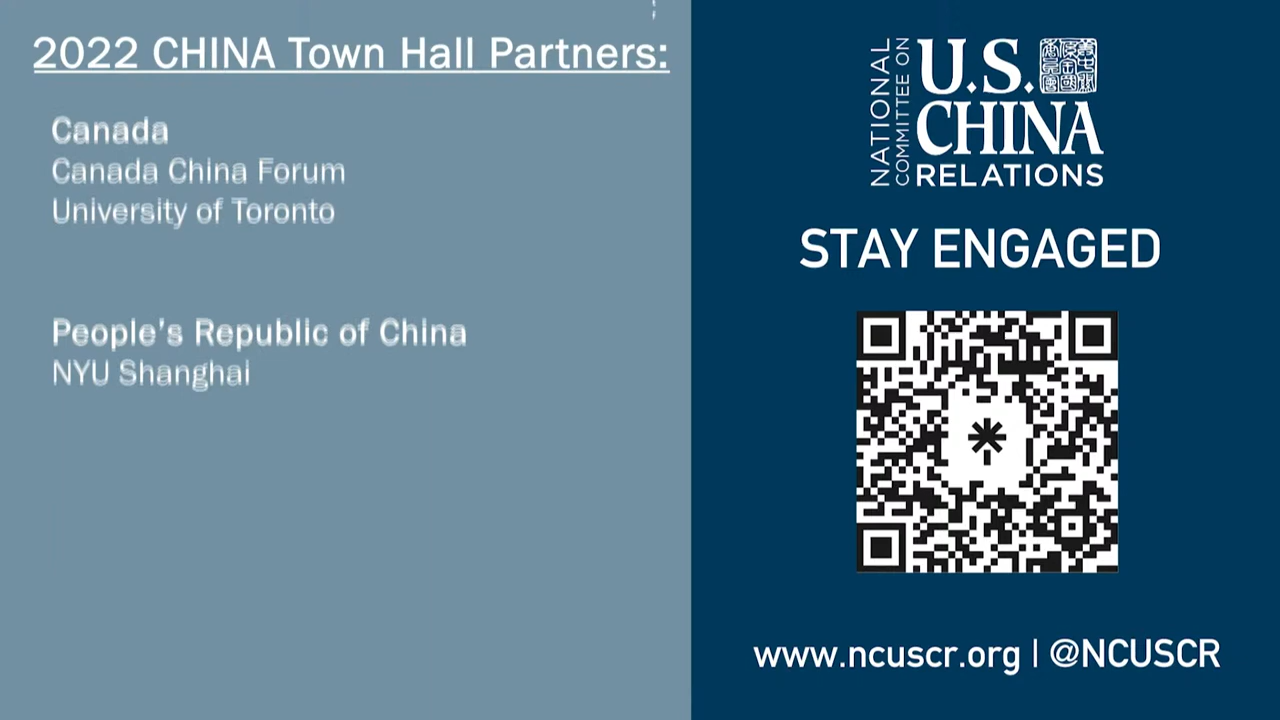 2022 CHINA Town Hall Partners:
Canada
Canada China Forum
University of Toronto
People's Republic of China
NYU Shanghai
NATIONAL
COMMITTEE ON
U.S.
CHINA
RELATIONS
STAY ENGAGED
www.ncuscr.org | @NCUSCR